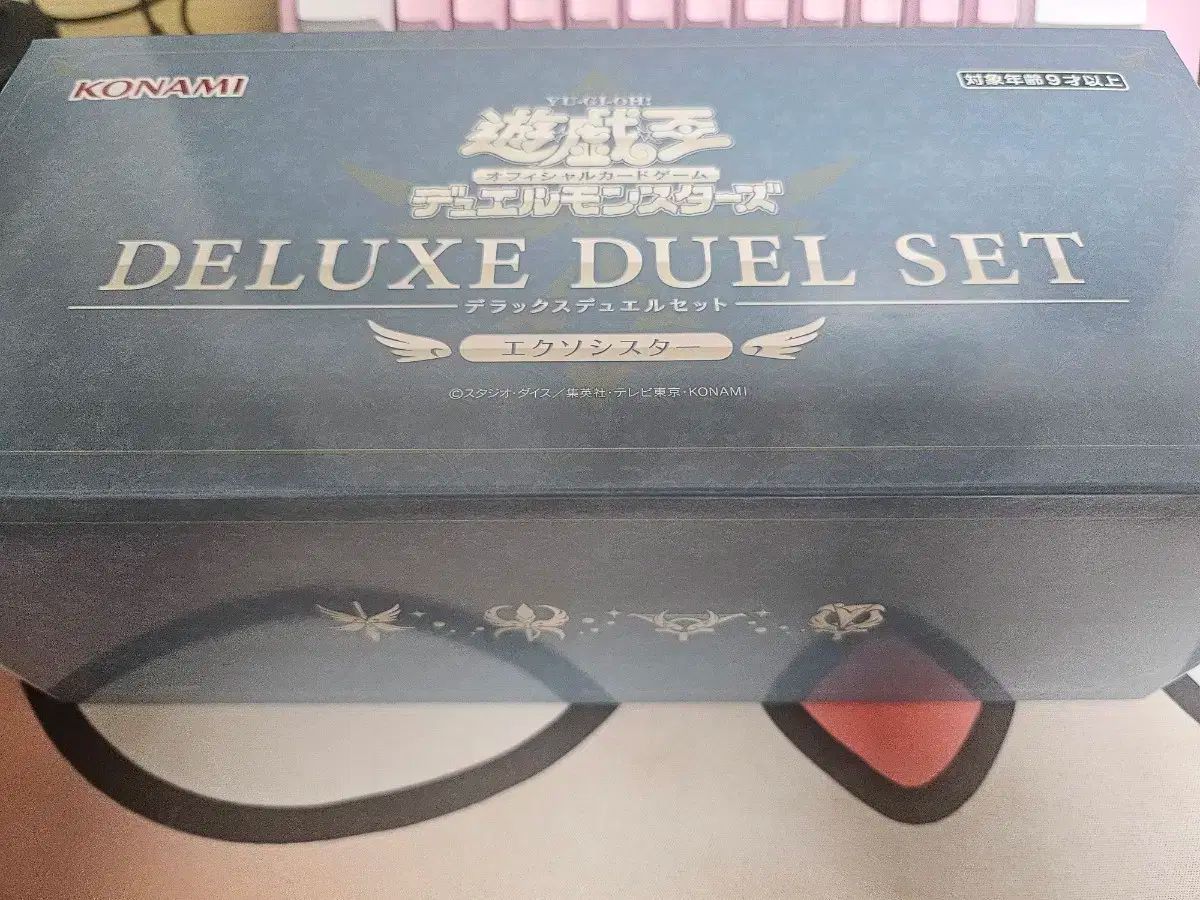 KONAMI
対象年齢9才以上
YU-GI-OH!
遊戯王
オフィシャルカードゲーム
デュエルモンスターズ
DELUXE DUEL SET
デラックスデュエルセット
エクソシスター
©スタジオ・ダイス/集英社・テレビ東京・KONAMI